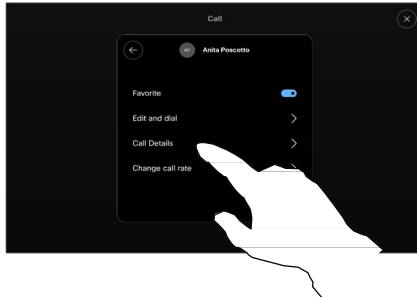 Call
AP Anita Poscotto
Favorite
Edit and dial
Call Details
Change call rate